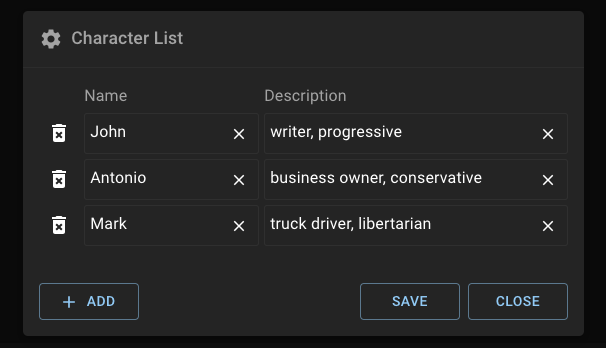 Character List
Name Description
John writer, progressive
Antonio business owner, conservative
Mark truck driver, libertarian
+ ADD SAVE CLOSE